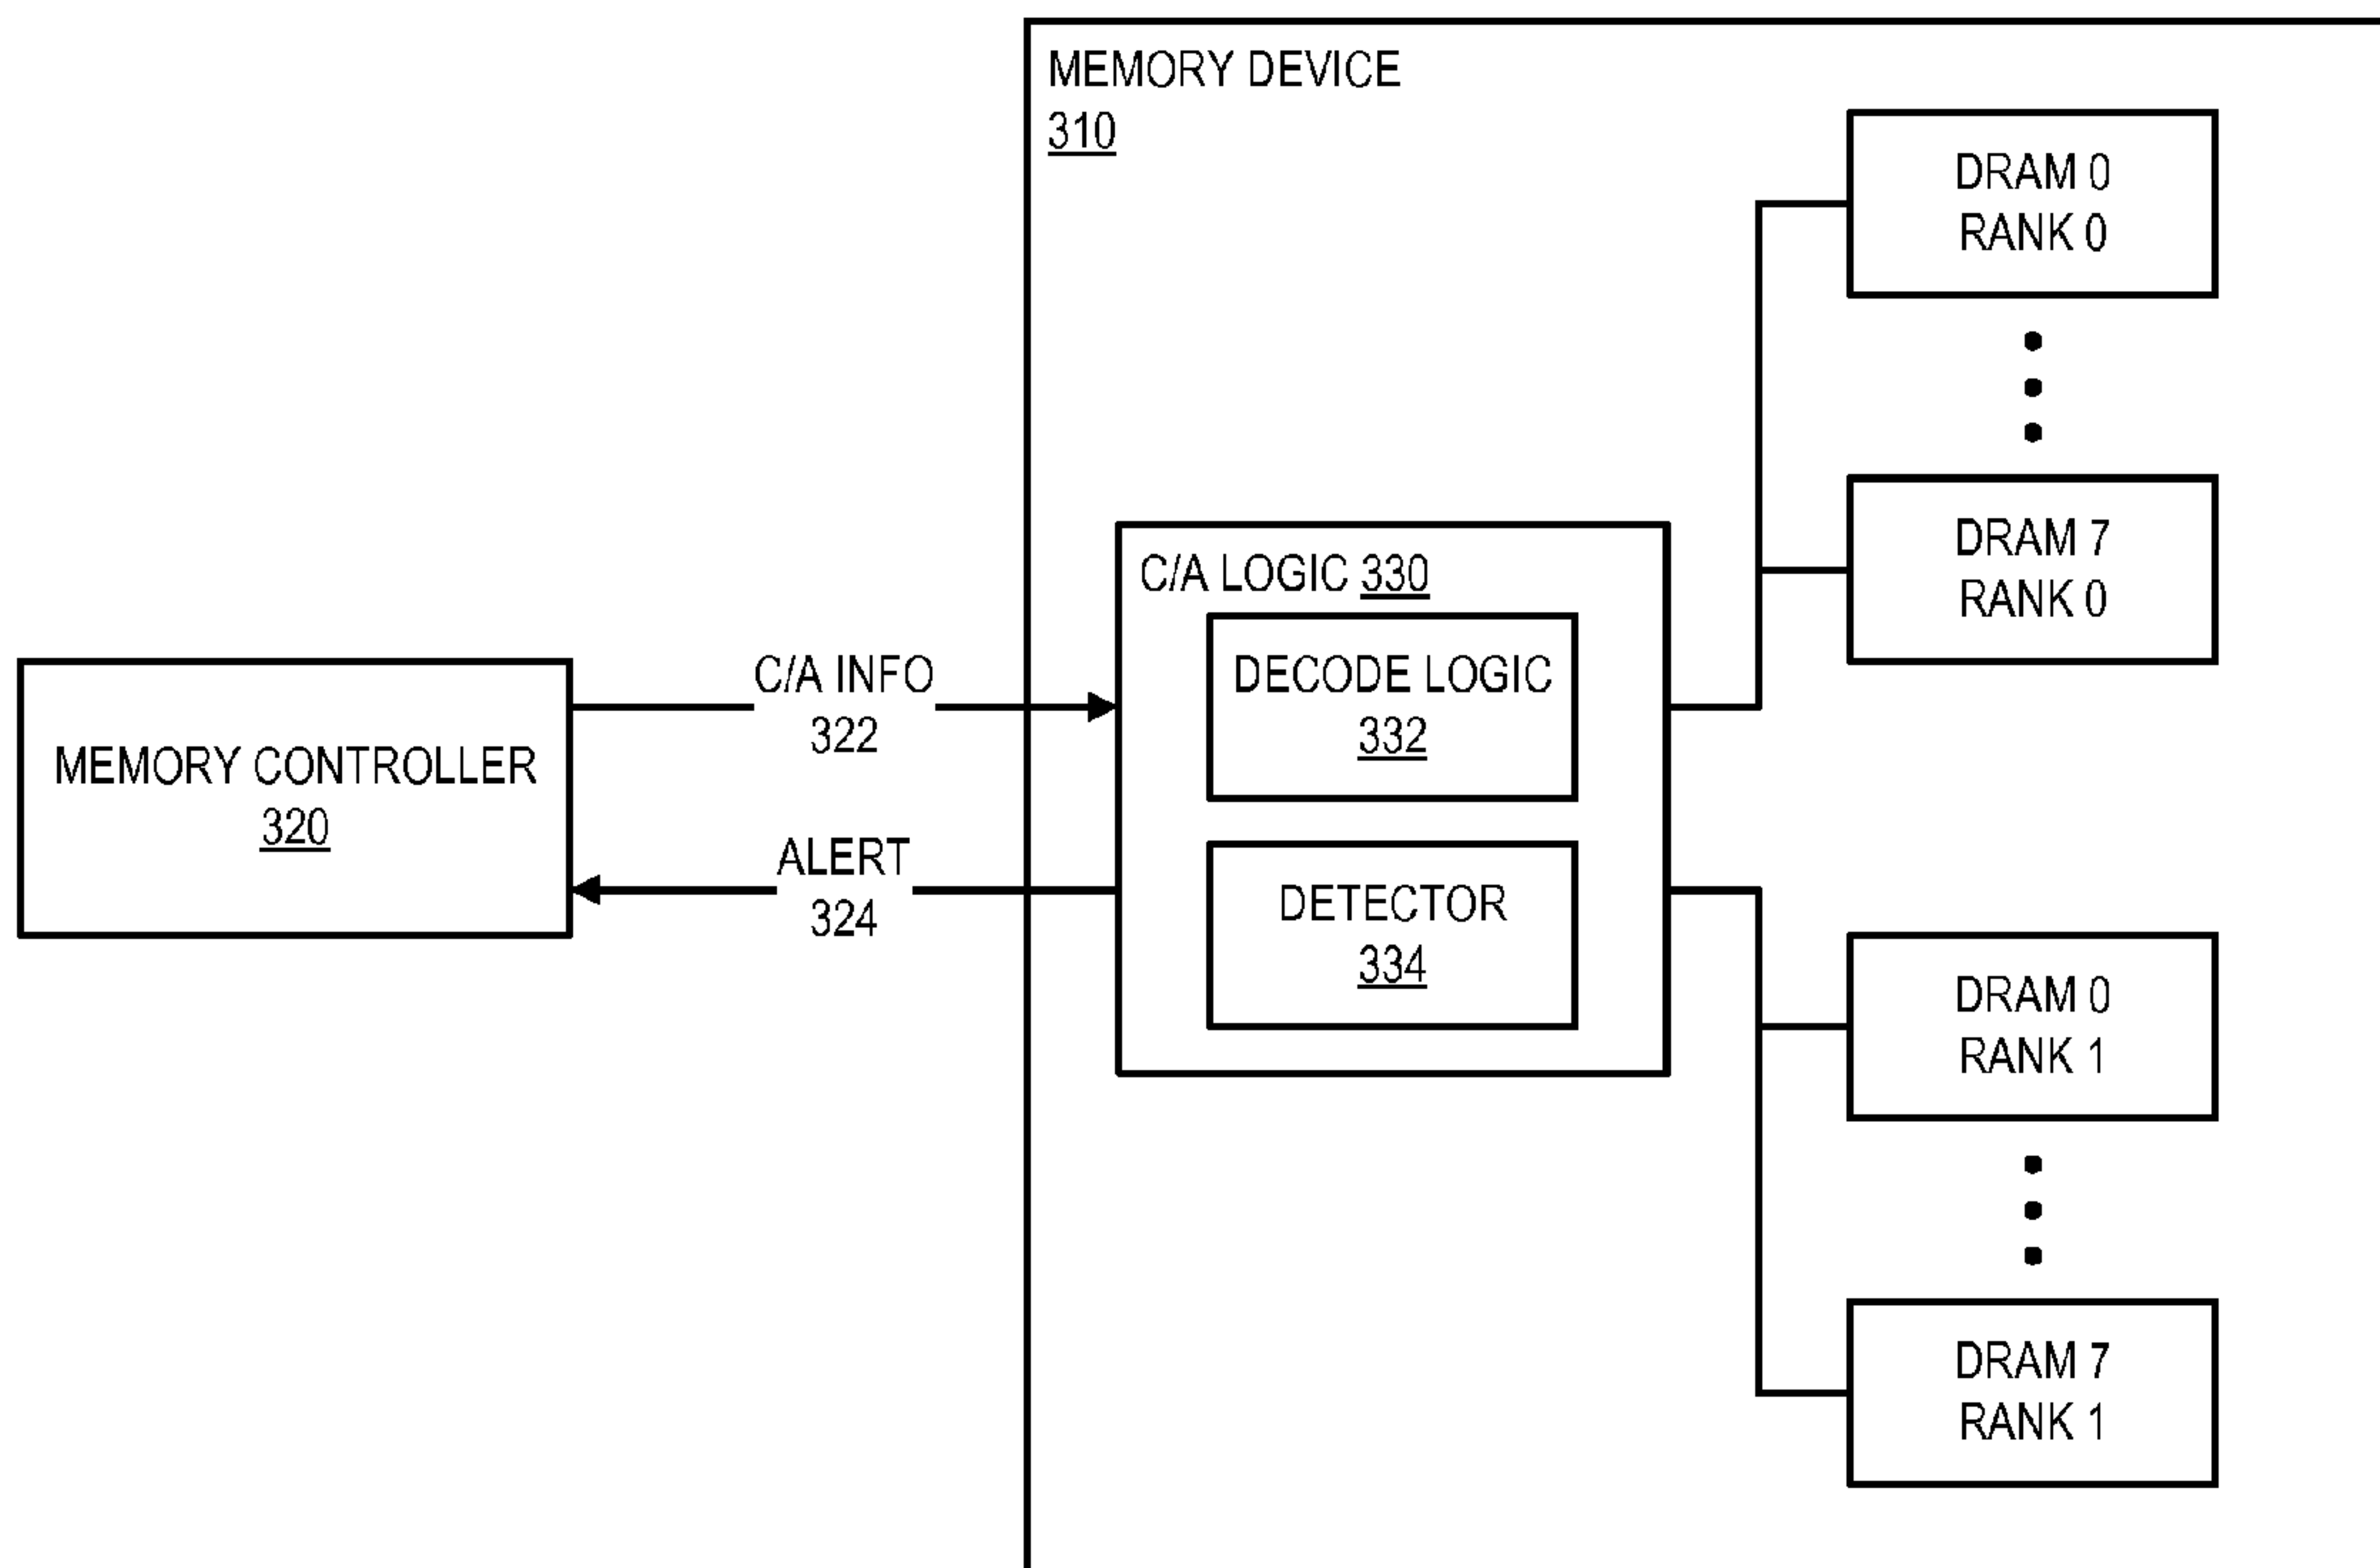 MEMORY DEVICE
310
DRAM 0
RANK 0
DRAM 7
RANK 0
C/A LOGIC 330
DECODE LOGIC
332
DETECTOR
334
C/A INFO
322
MEMORY CONTROLLER
320
ALERT
324
DRAM 0
RANK 1
DRAM 7
RANK 1